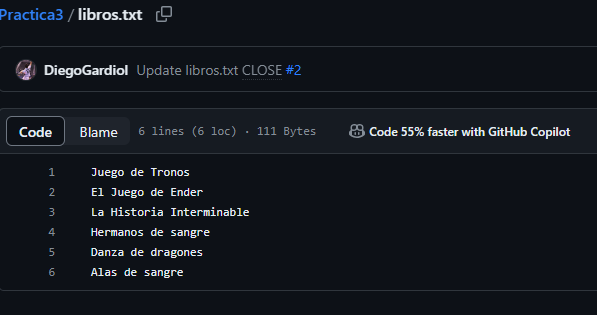 Practica3 / libros.txt
DiegoGardiol Update libros.txt CLOSE #2
Code Blame 6 lines (6 loc) · 111 Bytes Code 55% faster with GitHub Copilot
1 Juego de Tronos
2 El Juego de Ender
3 La Historia Interminable
4 Hermanos de sangre
5 Danza de dragones
6 Alas de sangre